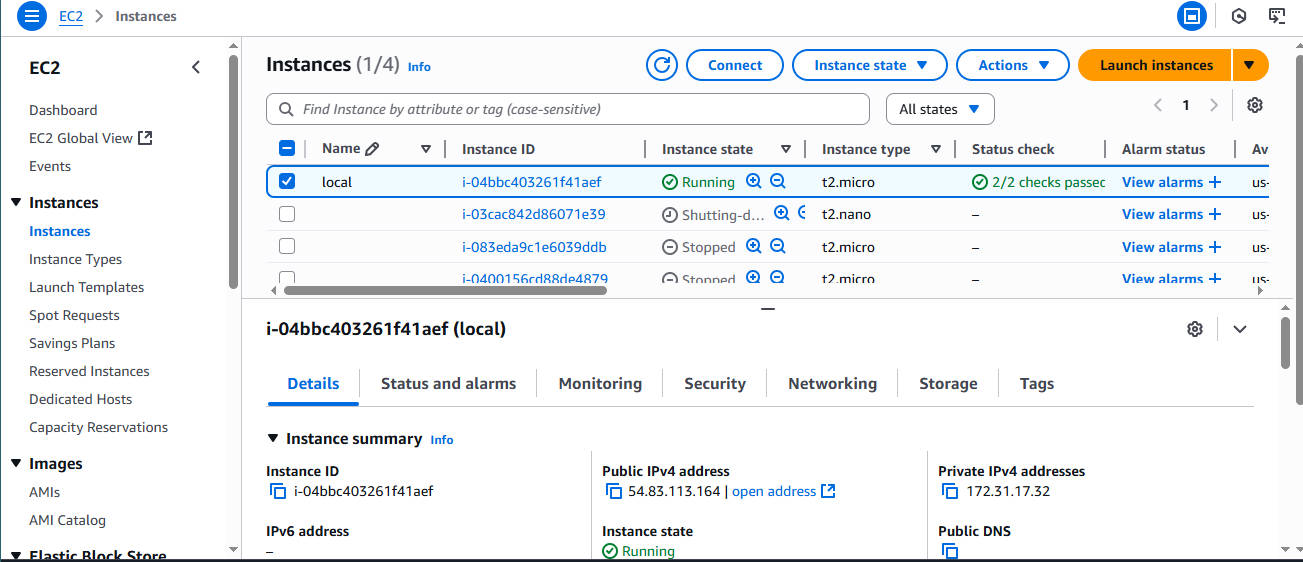 EC2 > Instances
EC2
Dashboard
EC2 Global View
Events
Instances
Instances
Instance Types
Launch Templates
Spot Requests
Savings Plans
Reserved Instances
Dedicated Hosts
Capacity Reservations
Images
AMIs
AMI Catalog
Elastic Block Store
Instances (1/4) Info
Connect
Instance state
Actions
Launch instances
Find Instance by attribute or tag (case-sensitive)
All states
1
Name Instance ID Instance state Instance type Status check Alarm status Av
local i-04bbc403261f41aef Running t2.micro 2/2 checks passec View alarms + us-
i-03cac842d86071e39 Shutting-d... t2.nano – View alarms + us-
i-083eda9c1e6039ddb Stopped t2.micro – View alarms + us-
i-0400156cd88de4879 Stopped t2.micro – View alarms + us-
i-04bbc403261f41aef (local)
Details Status and alarms Monitoring Security Networking Storage Tags
Instance summary Info
Instance ID
i-04bbc403261f41aef
Public IPv4 address
54.83.113.164 | open address
Private IPv4 addresses
172.31.17.32
IPv6 address
–
Instance state
Running
Public DNS